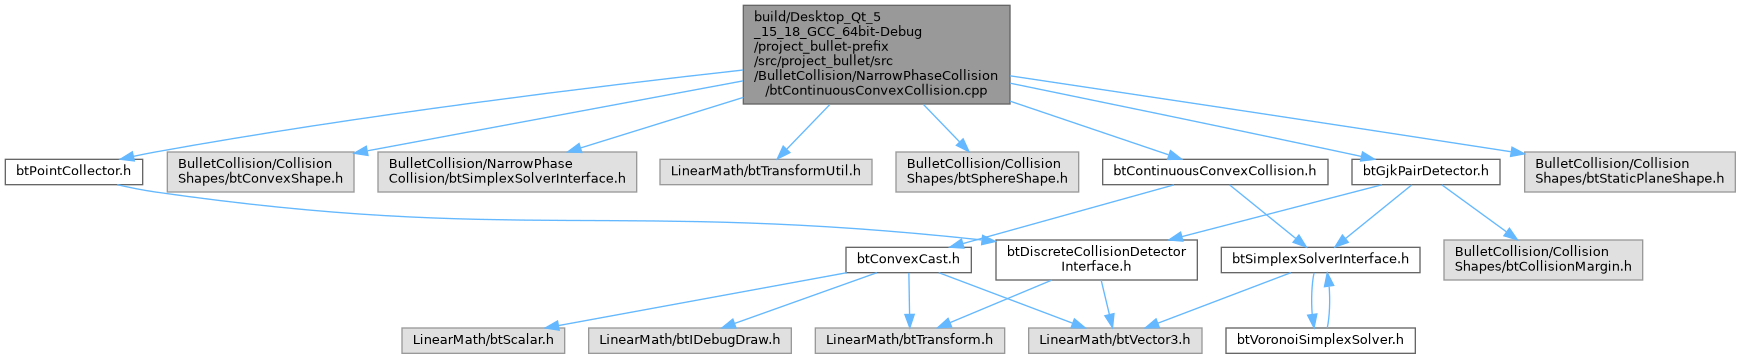 build/Desktop_Qt_5
_15_18_GCC_64bit-Debug
/project_bullet-prefix
/src/project_bullet/src
/BulletCollision/NarrowPhaseCollision
/btContinuousConvexCollision.cpp
btPointCollector.h
BulletCollision/Collision
Shapes/btConvexShape.h
BulletCollision/NarrowPhase
Collision/btSimplexSolverInterface.h
LinearMath/btTransformUtil.h
BulletCollision/Collision
Shapes/btSphereShape.h
btContinuousConvexCollision.h
btGjkPairDetector.h
BulletCollision/Collision
Shapes/btStaticPlaneShape.h
btConvexCast.h
btDiscreteCollisionDetector
Interface.h
btSimplexSolverInterface.h
BulletCollision/Collision
Shapes/btCollisionMargin.h
LinearMath/btScalar.h
LinearMath/btIDebugDraw.h
LinearMath/btTransform.h
LinearMath/btVector3.h
btVoronoiSimplexSolver.h